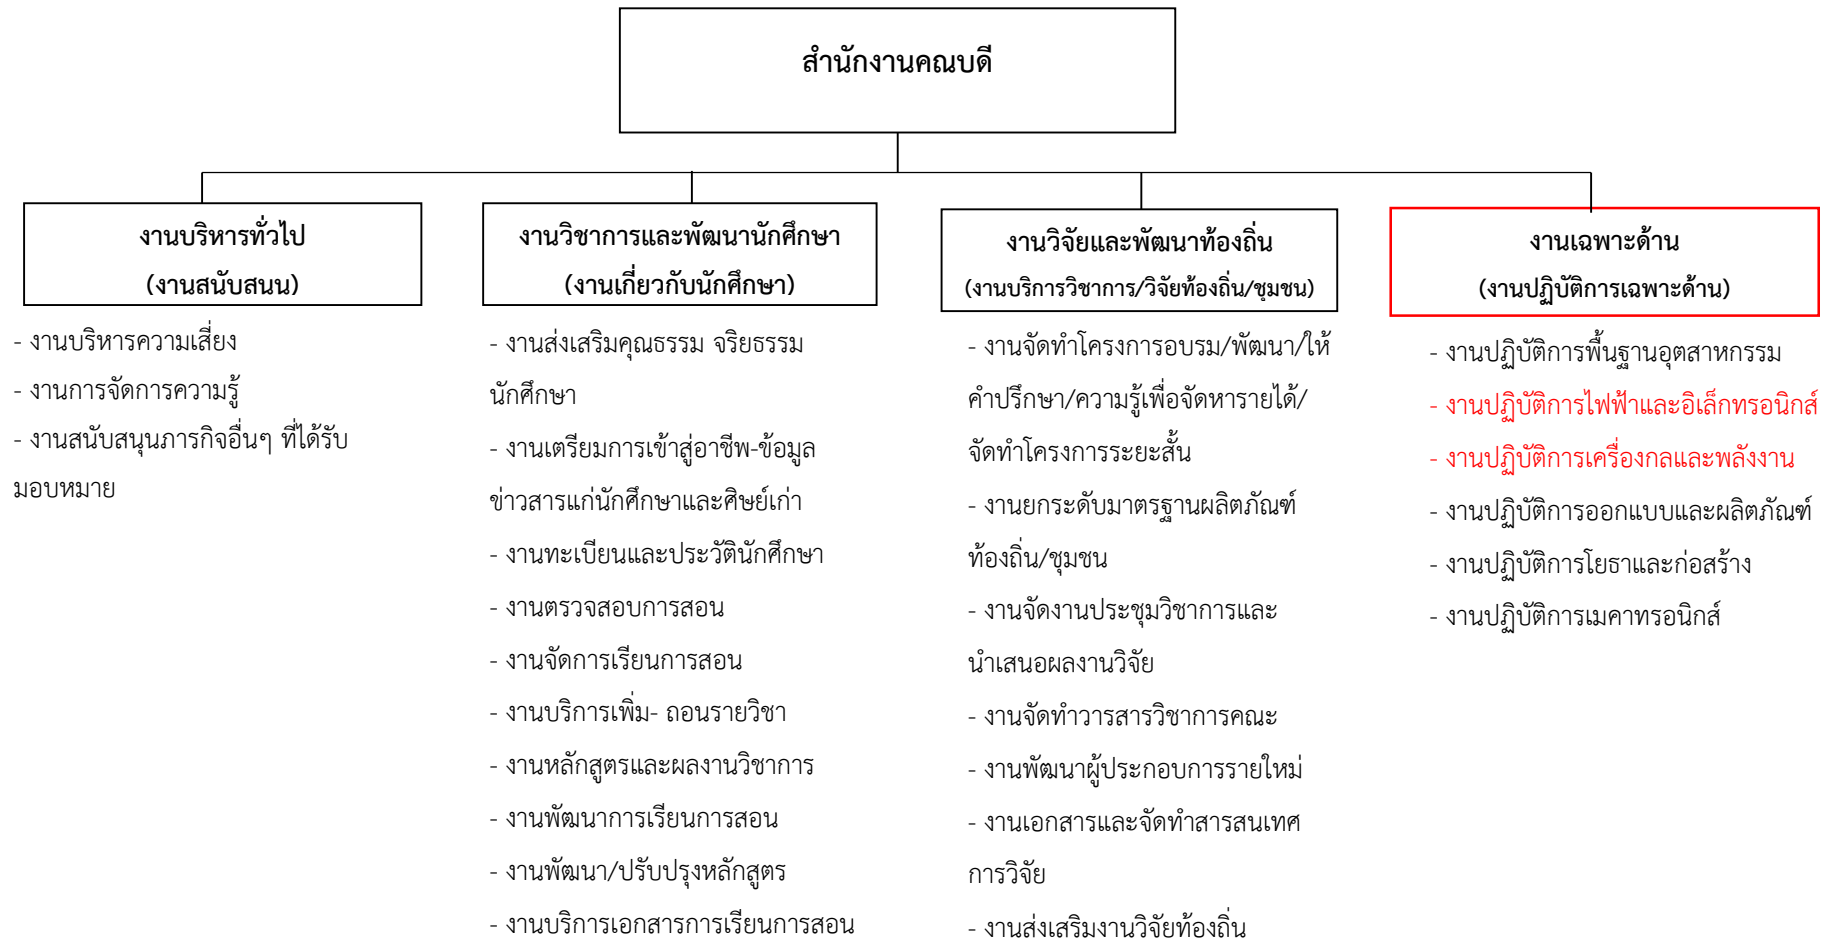 สำนักงานคณบดี
งานบริหารทั่วไป
(งานสนับสนน)
- งานบริหารความเสี่ยง
- งานการจัดการความรู้
- งานสนับสนุนภารกิจอื่นๆ ที่ได้รับ
มอบหมาย
งานวิชาการและพัฒนานักศึกษา
(งานเกี่ยวกับนักศึกษา)
- งานส่งเสริมคุณธรรม จริยธรรม
นักศึกษา
- งานเตรียมการเข้าสู่อาชีพ-ข้อมูล
ข่าวสารแก่นักศึกษาและศิษย์เก่า
- งานทะเบียนและประวัตินักศึกษา
- งานตรวจสอบการสอน
- งานจัดการเรียนการสอน
- งานบริการเพิ่ม- ถอนรายวิชา
- งานหลักสูตรและผลงานวิชาการ
- งานพัฒนาการเรียนการสอน
- งานพัฒนา/ปรับปรุงหลักสูตร
- งานบริการเอกสารการเรียนการสอน
งานวิจัยและพัฒนาท้องถิ่น
(งานบริการวิชาการ/วิจัยท้องถิ่น/ชุมชน)
- งานจัดทำโครงการอบรม/พัฒนา/ให้
คำปรึกษา/ความรู้เพื่อจัดหารายได้/
จัดทำโครงการระยะสั้น
- งานยกระดับมาตรฐานผลิตภัณฑ์
ท้องถิ่น/ชุมชน
- งานจัดงานประชุมวิชาการและ
นำเสนอผลงานวิจัย
- งานจัดทำวารสารวิชาการคณะ
- งานพัฒนาผู้ประกอบการรายใหม่
- งานเอกสารและจัดทำสารสนเทศ
การวิจัย
- งานส่งเสริมงานวิจัยท้องถิ่น
งานเฉพาะด้าน
(งานปฏิบัติการเฉพาะด้าน)
- งานปฏิบัติการพื้นฐานอุตสาหกรรม
- งานปฏิบัติการไฟฟ้าและอิเล็กทรอนิกส์
- งานปฏิบัติการเครื่องกลและพลังงาน
- งานปฏิบัติการออกแบบและผลิตภัณฑ์
- งานปฏิบัติการโยธาและก่อสร้าง
- งานปฏิบัติการเมคาทรอนิกส์